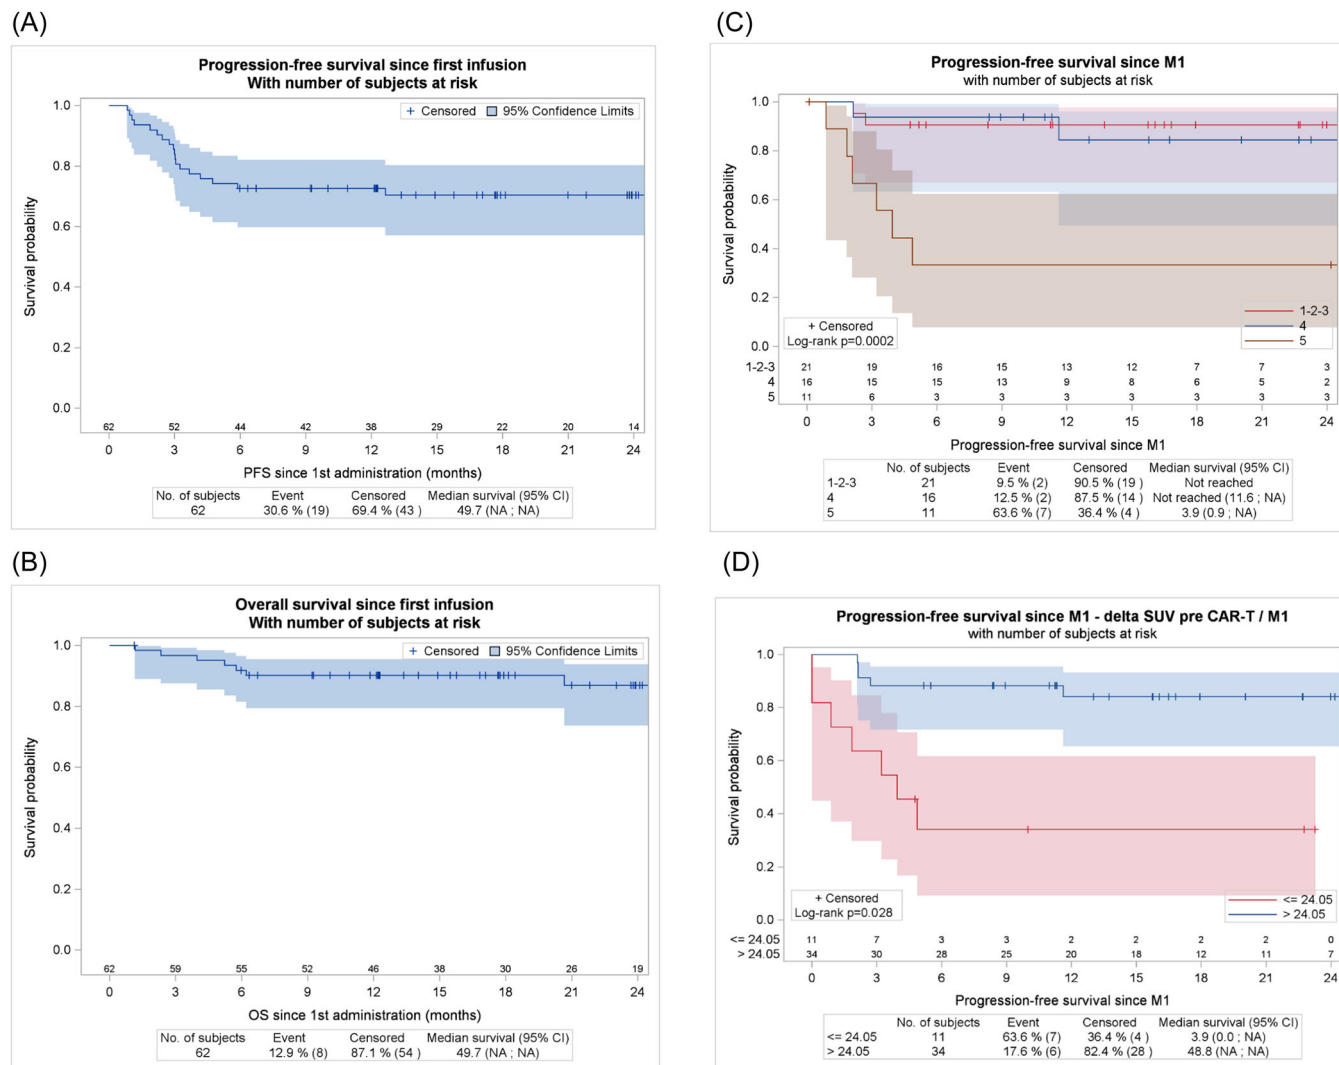 (A)
Progression-free survival since first infusion
With number of subjects at risk
+ Censored 95% Confidence Limits
Survival probability
1.0
0.8
0.6
0.4
0.2
0.0
62 52 44 42 38 29 22 20 14
0 3 6 9 12 15 18 21 24
PFS since 1st administration (months)
No. of subjects Event Censored Median survival (95% CI)
62 30.6 % (19) 69.4 % (43 ) 49.7 (NA ; NA)
(B)
Overall survival since first infusion
With number of subjects at risk
+ Censored 95% Confidence Limits
Survival probability
1.0
0.8
0.6
0.4
0.2
0.0
62 59 55 52 46 38 30 26 19
0 3 6 9 12 15 18 21 24
OS since 1st administration (months)
No. of subjects Event Censored Median survival (95% CI)
62 12.9 % (8) 87.1 % (54 ) 49.7 (NA ; NA)
(C)
Progression-free survival since M1
with number of subjects at risk
Survival probability
1.0
0.8
0.6
0.4
0.2
0.0
+ Censored
Log-rank p=0.0002
1-2-3
4
5
1-2-3 21 19 16 15 13 12 7 7 3
4 16 15 15 13 9 8 6 5 2
5 11 6 3 3 3 3 3 3 3
0 3 6 9 12 15 18 21 24
Progression-free survival since M1
No. of subjects Event Censored Median survival (95% CI)
1-2-3 21 9.5 % (2) 90.5 % (19 ) Not reached
4 16 12.5 % (2) 87.5 % (14 ) Not reached (11.6 ; NA)
5 11 63.6 % (7) 36.4 % (4 ) 3.9 (0.9 ; NA)
(D)
Progression-free survival since M1 - delta SUV pre CAR-T / M1
with number of subjects at risk
Survival probability
1.0
0.8
0.6
0.4
0.2
0.0
+ Censored
Log-rank p=0.028
<= 24.05
> 24.05
<= 24.05 11 7 3 3 2 2 2 2 0
> 24.05 34 30 28 25 20 18 12 11 7
0 3 6 9 12 15 18 21 24
Progression-free survival since M1
No. of subjects Event Censored Median survival (95% CI)
<= 24.05 11 63.6 % (7) 36.4 % (4 ) 3.9 (0.0 ; NA)
> 24.05 34 17.6 % (6) 82.4 % (28 ) 48.8 (NA ; NA)